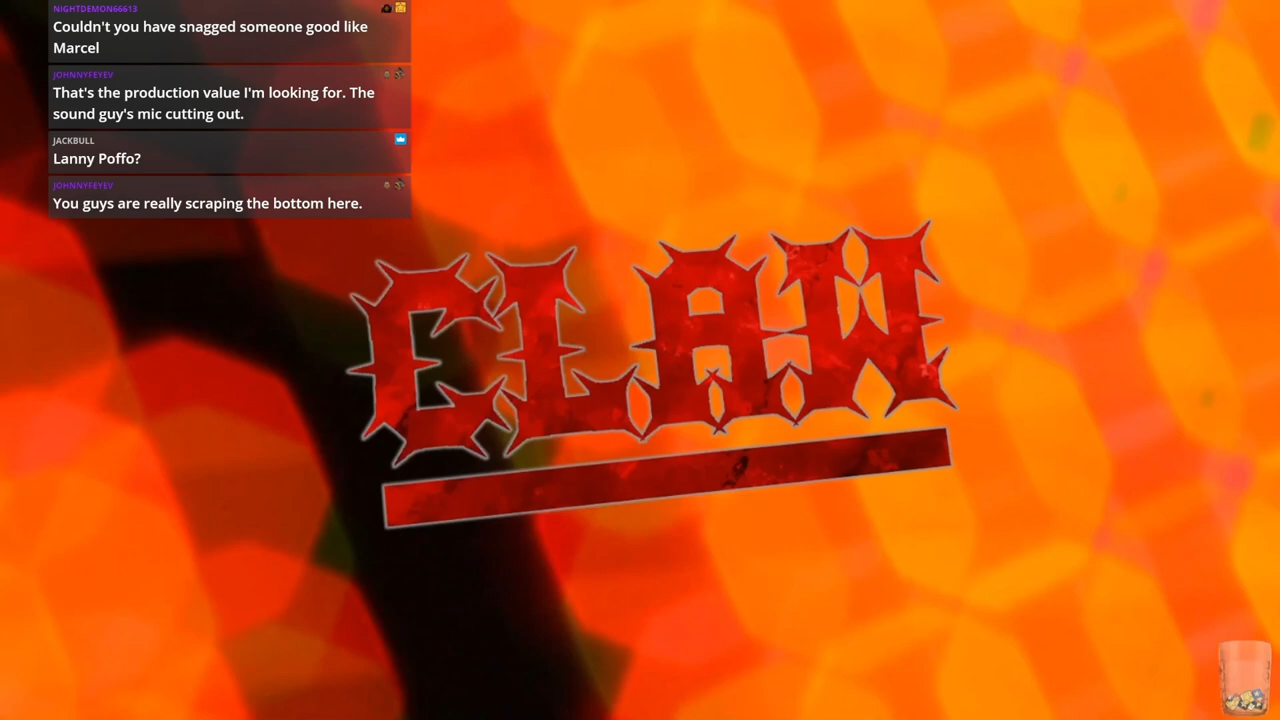 NIGHTDEMON66613
Couldn't you have snagged someone good like
Marcel
JOHNNYFEYEV
That's the production value I'm looking for. The
sound guy's mic cutting out.
JACKBULL
Lanny Poffo?
JOHNNYFEYEV
You guys are really scraping the bottom here.
CLAW